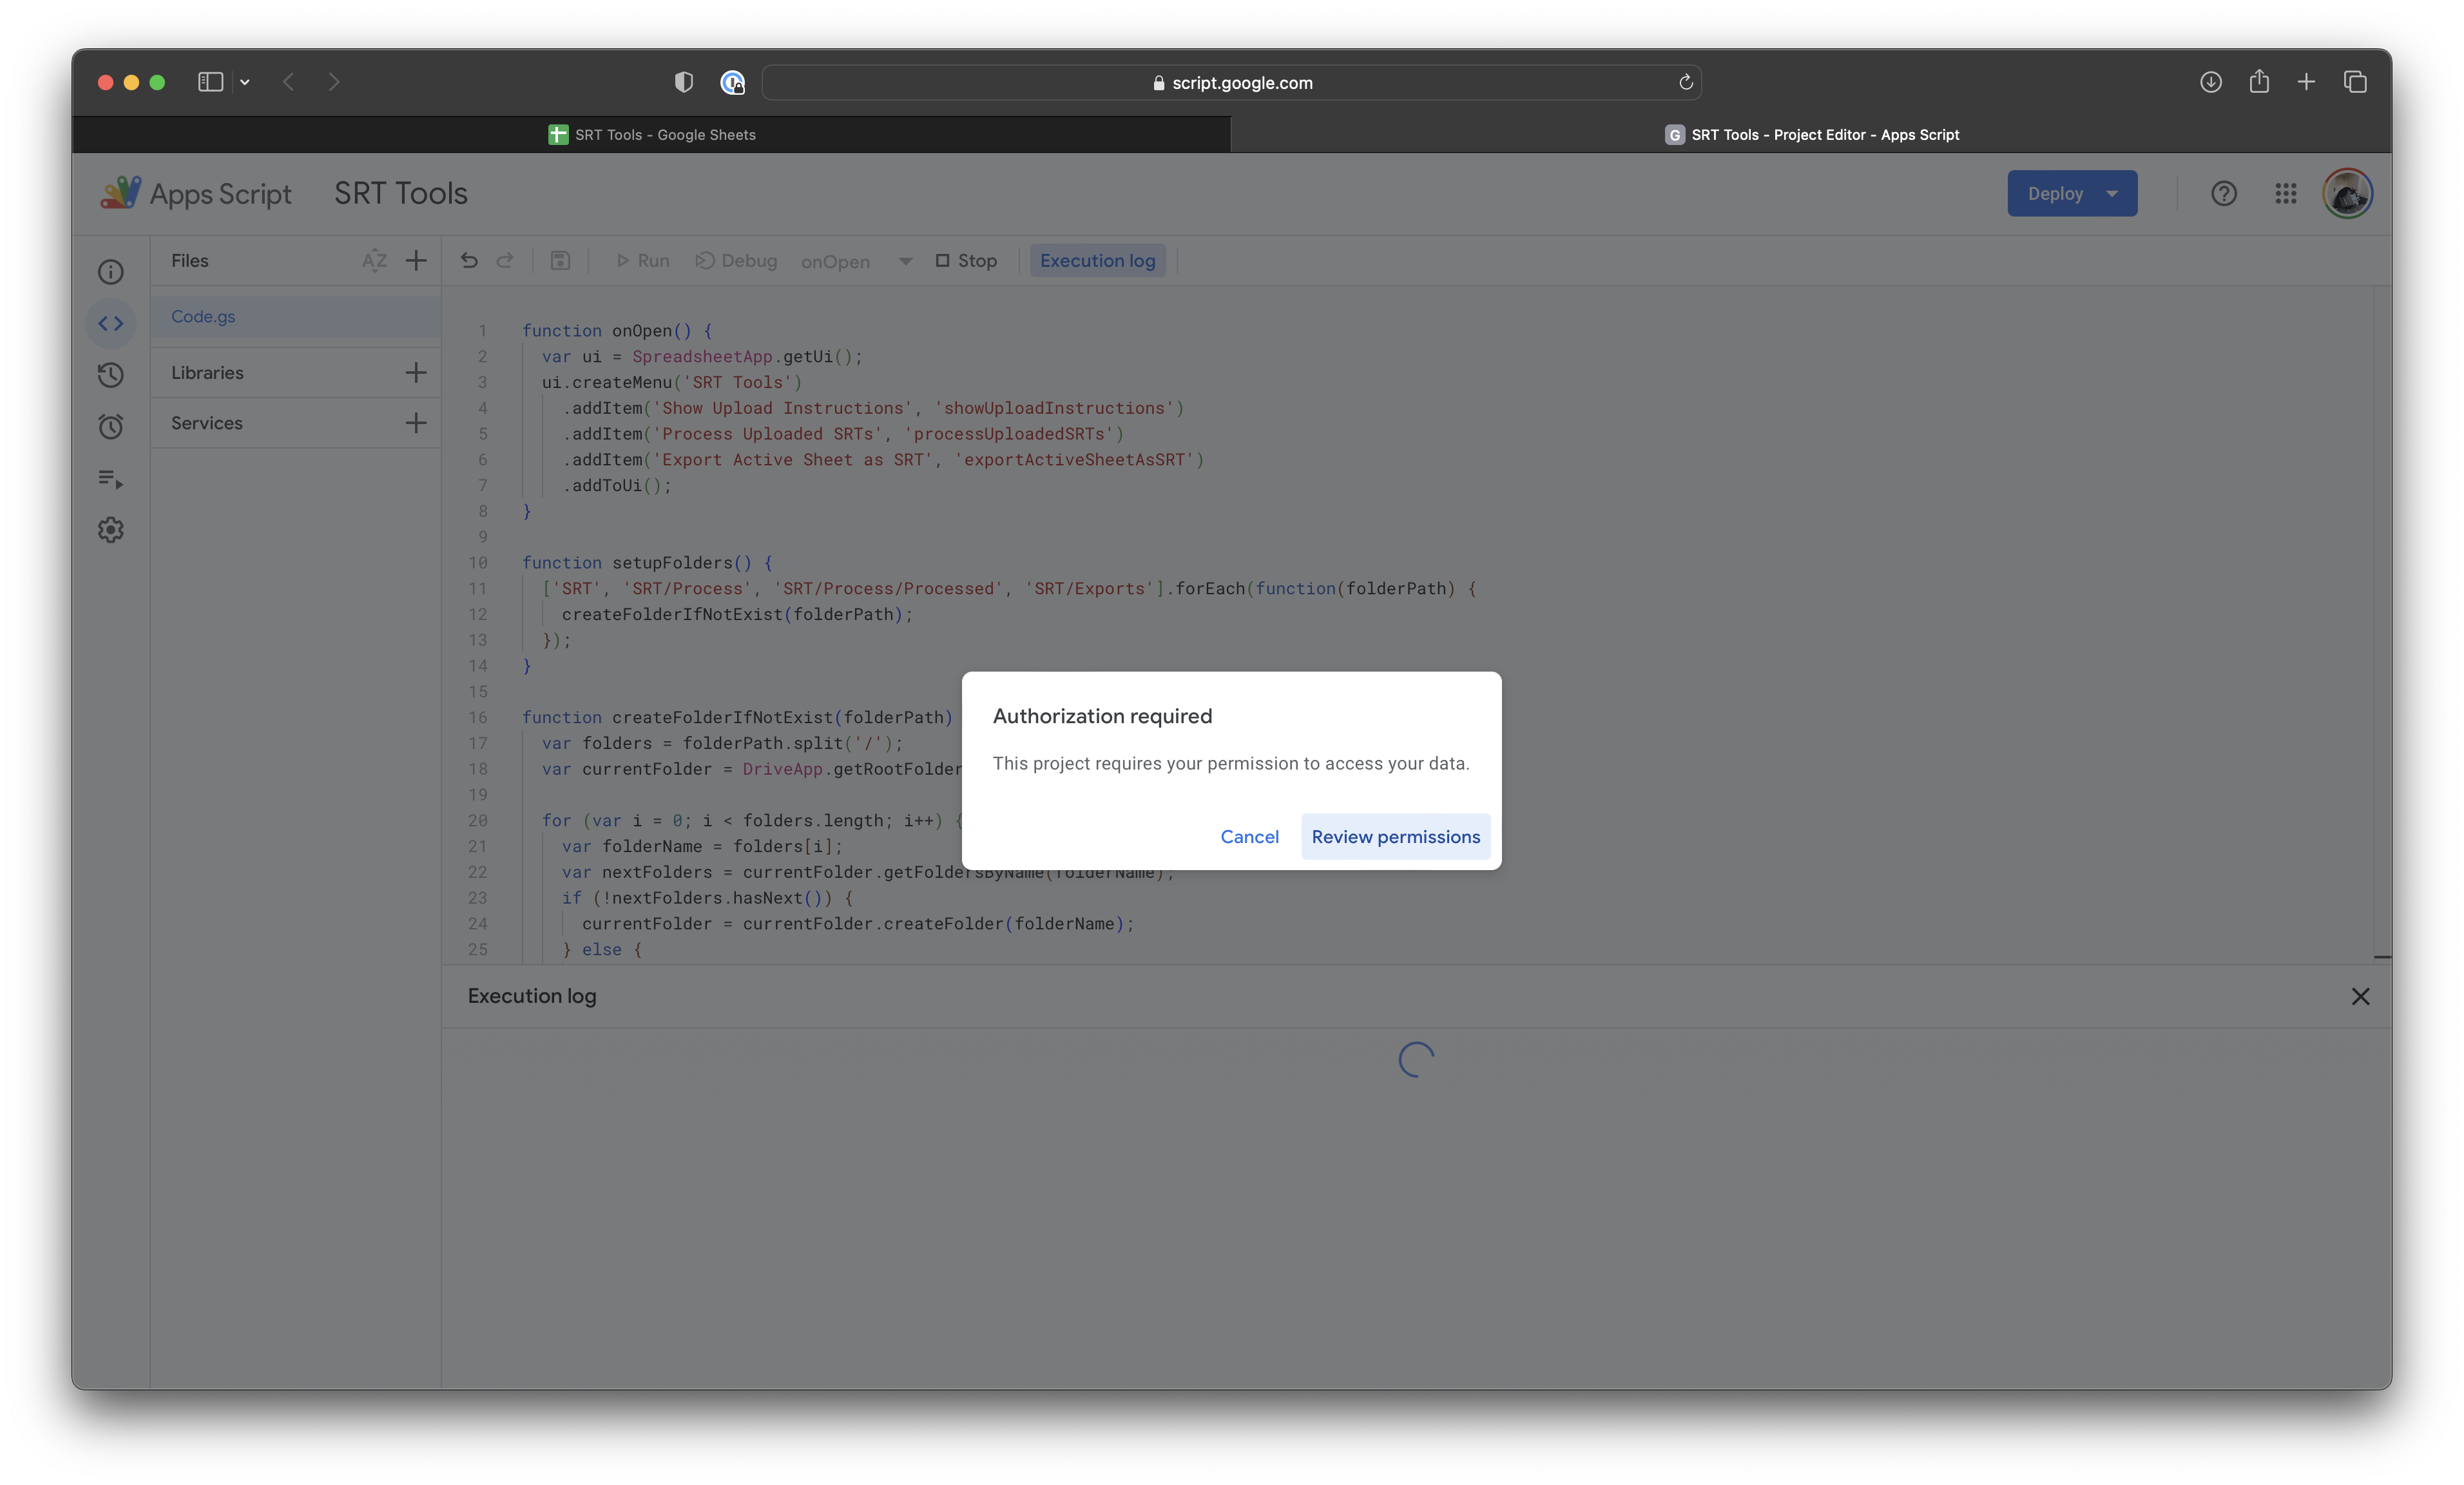 script.google.com
SRT Tools - Google Sheets
G SRT Tools - Project Editor - Apps Script
Apps Script SRT Tools
Deploy
Files AZ
Run Debug onOpen Stop Execution log
Code.gs
Libraries
Services
1 function onOpen() {
2 var ui = SpreadsheetApp.getUi();
3 ui.createMenu('SRT Tools')
4 .addItem('Show Upload Instructions', 'showUploadInstructions')
5 .addItem('Process Uploaded SRTs', 'processUploadedSRTs')
6 .addItem('Export Active Sheet as SRT', 'exportActiveSheetAsSRT')
7 .addToUi();
8 }
9
10 function setupFolders() {
11 ['SRT', 'SRT/Process', 'SRT/Process/Processed', 'SRT/Exports'].forEach(function(folderPath) {
12 createFolderIfNotExist(folderPath);
13 });
14 }
15
16 function createFolderIfNotExist(folderPath)
17 var folders = folderPath.split('/');
18 var currentFolder = DriveApp.getRootFolder
19
20 for (var i = 0; i < folders.length; i++) {
21 var folderName = folders[i];
22 var nextFolders = currentFolder.getFoldersByName(folderName);
23 if (!nextFolders.hasNext()) {
24 currentFolder = currentFolder.createFolder(folderName);
25 } else {
Authorization required
This project requires your permission to access your data.
Cancel Review permissions
Execution log